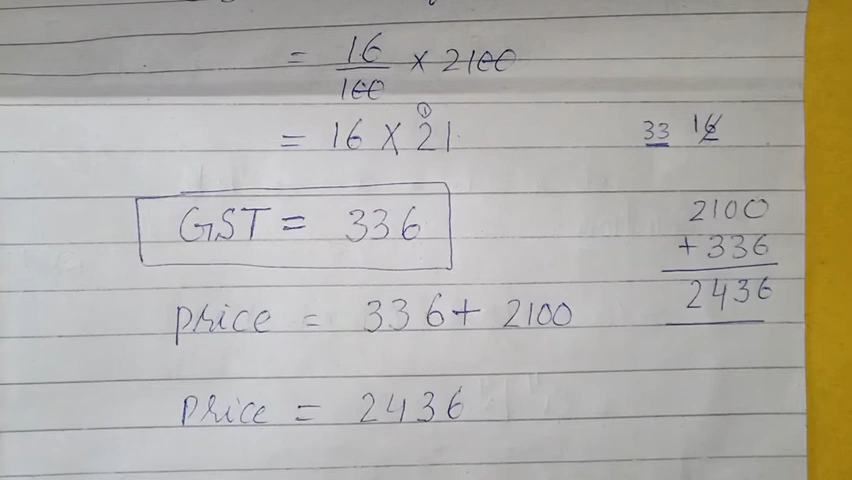 = 16/100 × 2100
= 16 × 21
33 16
GST = 336
2100
+ 336
2436
price = 336 + 2100
price = 2436